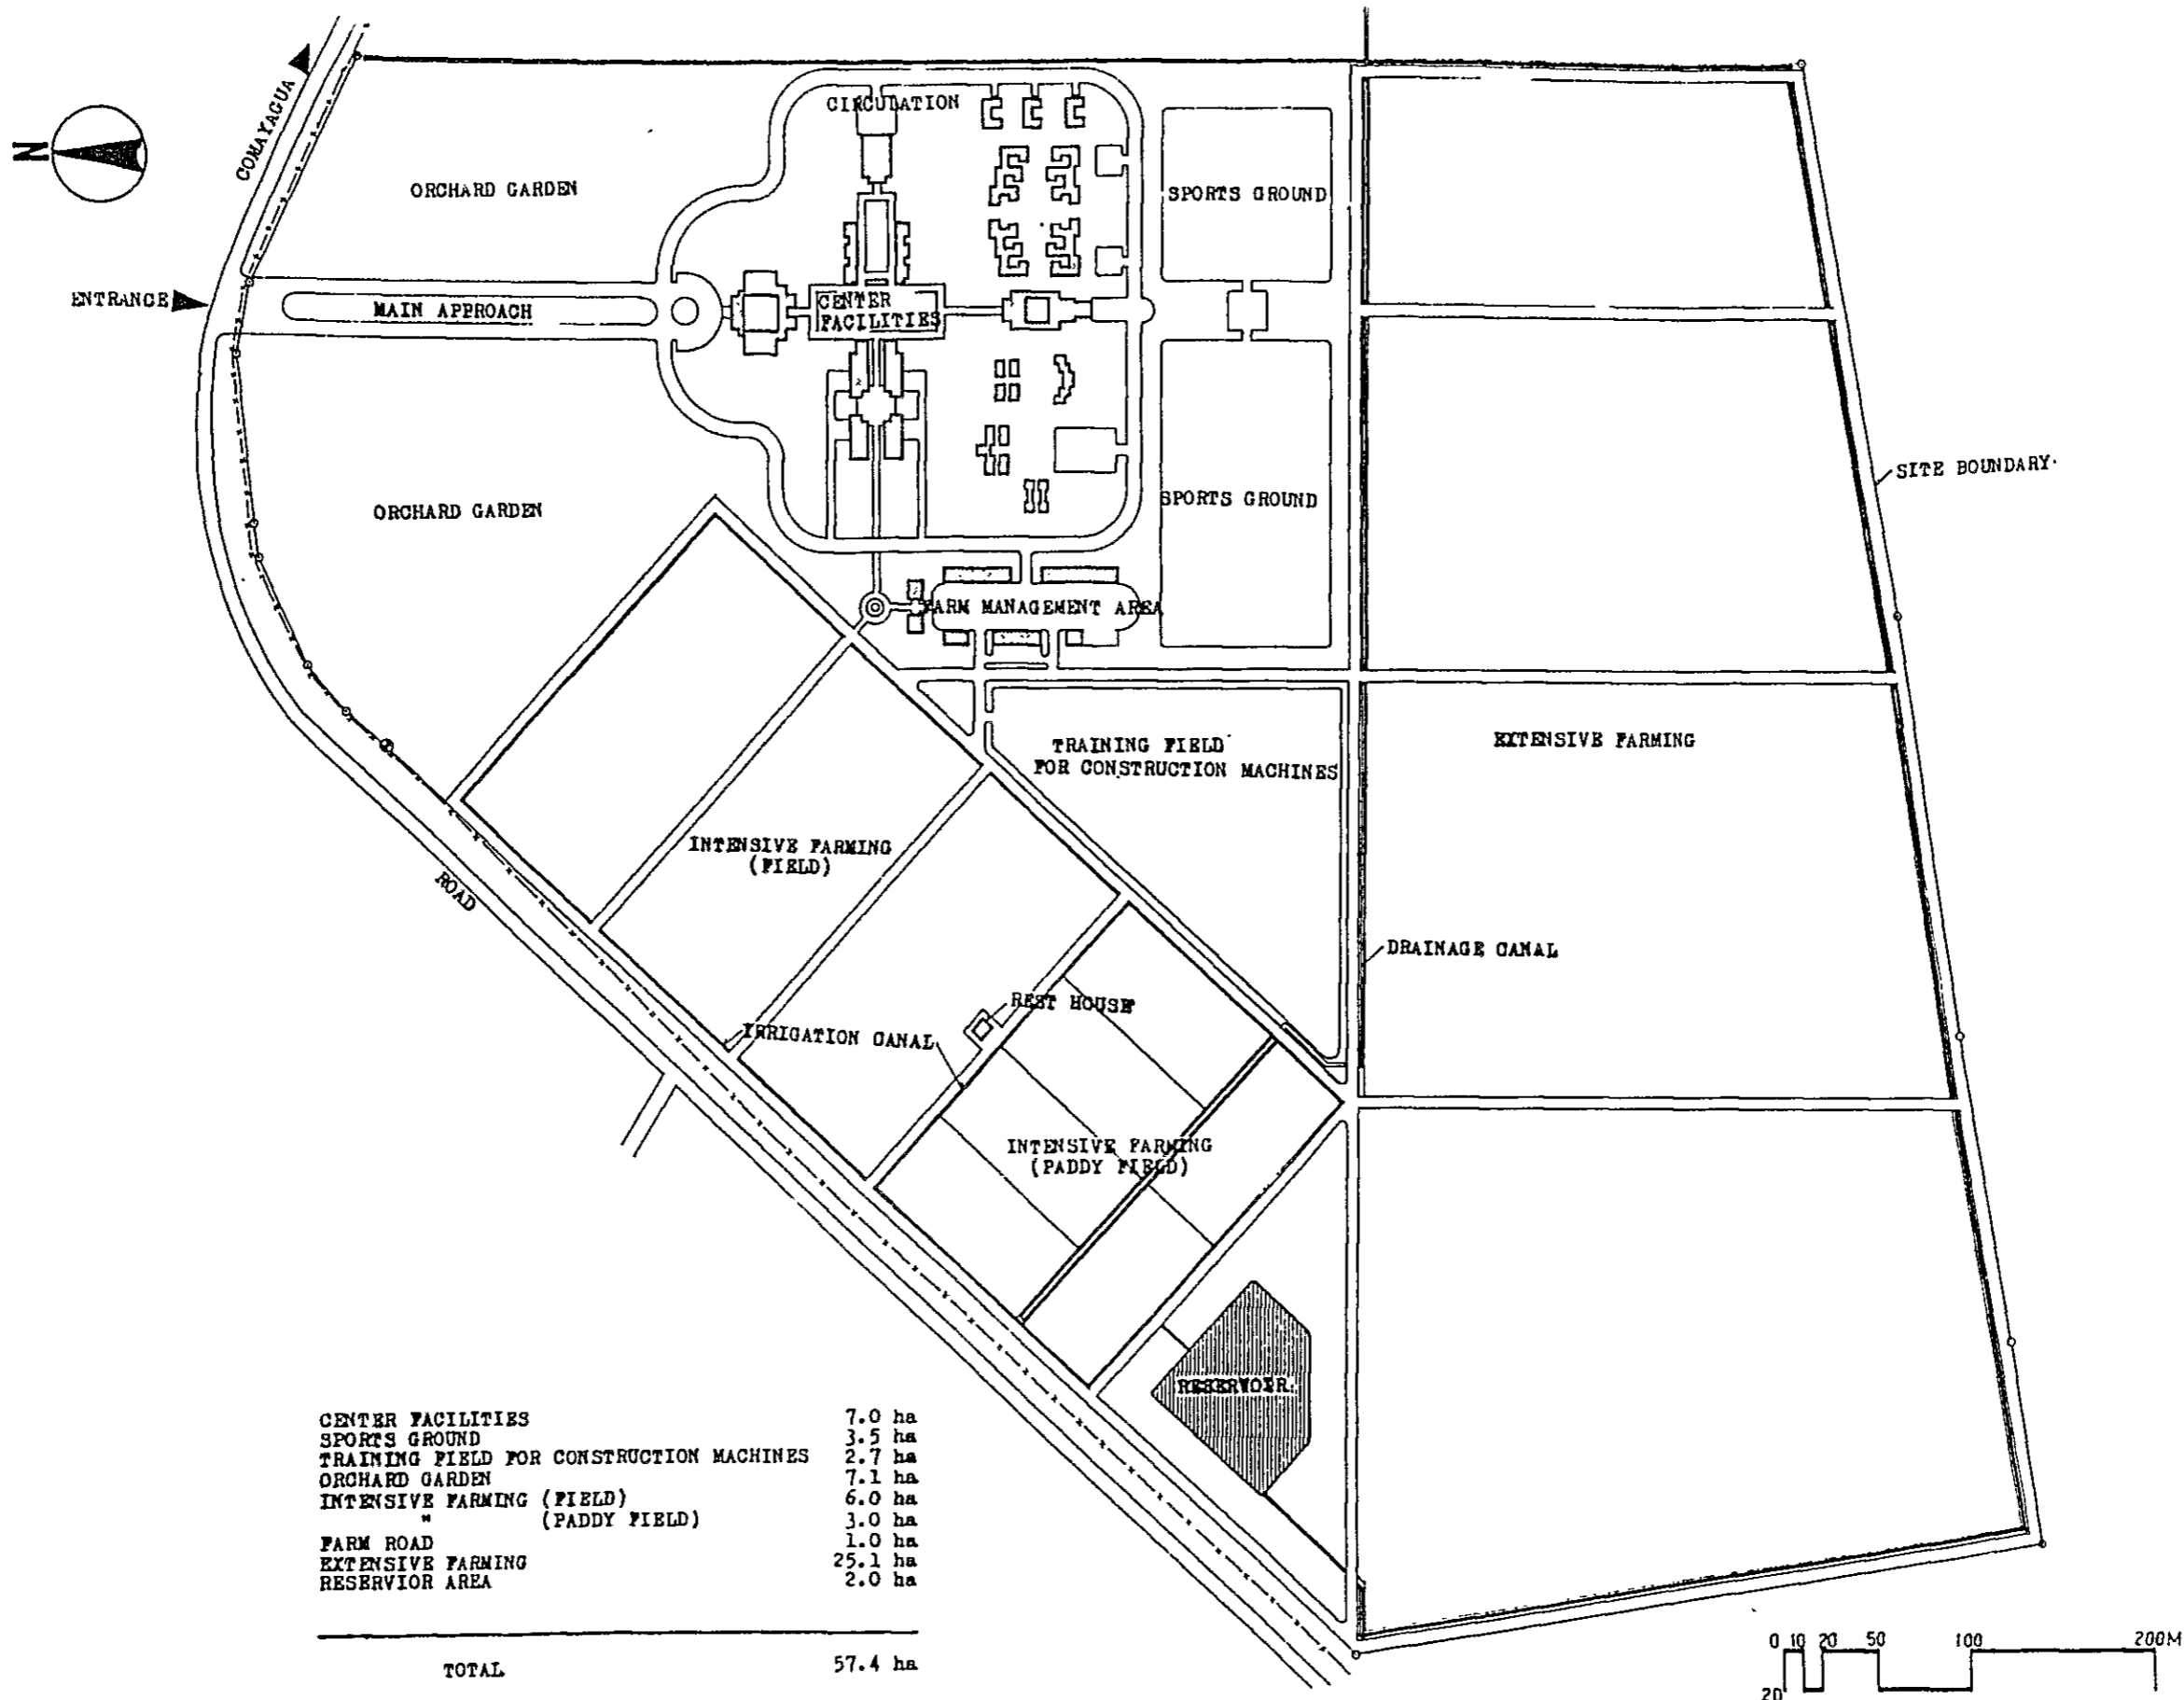 COMAYAGUA
N
CIRCULATION
ORCHARD GARDEN
SPORTS GROUND
ENTRANCE
MAIN APPROACH
CENTER
FACILITIES
SITE BOUNDARY
ORCHARD GARDEN
SPORTS GROUND
FARM MANAGEMENT AREA
TRAINING FIELD
FOR CONSTRUCTION MACHINES
EXTENSIVE FARMING
INTENSIVE FARMING
(FIELD)
ROAD
DRAINAGE CANAL
REST HOUSE
IRRIGATION CANAL
INTENSIVE FARMING
(PADDY FIELD)
RESERVOIR
CENTER FACILITIES 7.0 ha
SPORTS GROUND 3.5 ha
TRAINING FIELD FOR CONSTRUCTION MACHINES 2.7 ha
ORCHARD GARDEN 7.1 ha
INTENSIVE FARMING (FIELD) 6.0 ha
" (PADDY FIELD) 3.0 ha
FARM ROAD 1.0 ha
EXTENSIVE FARMING 25.1 ha
RESERVIOR AREA 2.0 ha
TOTAL 57.4 ha
0 10 20 50 100 200M
20